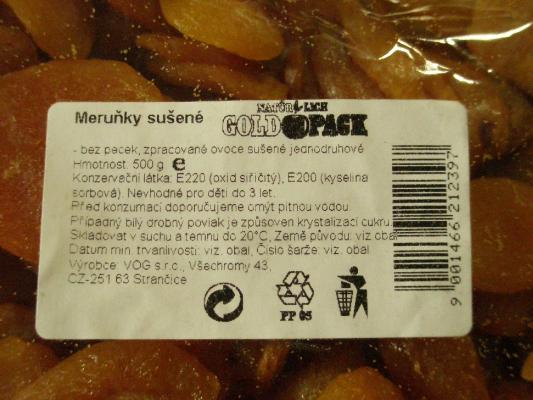 Meruňky sušené
NATÜRLICH
GOLD PACK
- bez pecek, zpracované ovoce sušené jednodruhové
Hmotnost: 500 g e
Konzervační látka: E220 (oxid siřičitý), E200 (kyselina
sorbová). Nevhodné pro děti do 3 let.
Před konzumací doporučujeme omýt pitnou vodou
Případný bílý drobný povlak je způsoven krystalizací cukru.
Skladovat v suchu a temnu do 20°C, Země původu: viz obal
Datum min. trvanlivosti: viz. obal, Číslo šarže: viz. obal
Výrobce: VOG s.r.o., Všechromy 43,
CZ-251 63 Strančice
PP 05
9 001466 212397